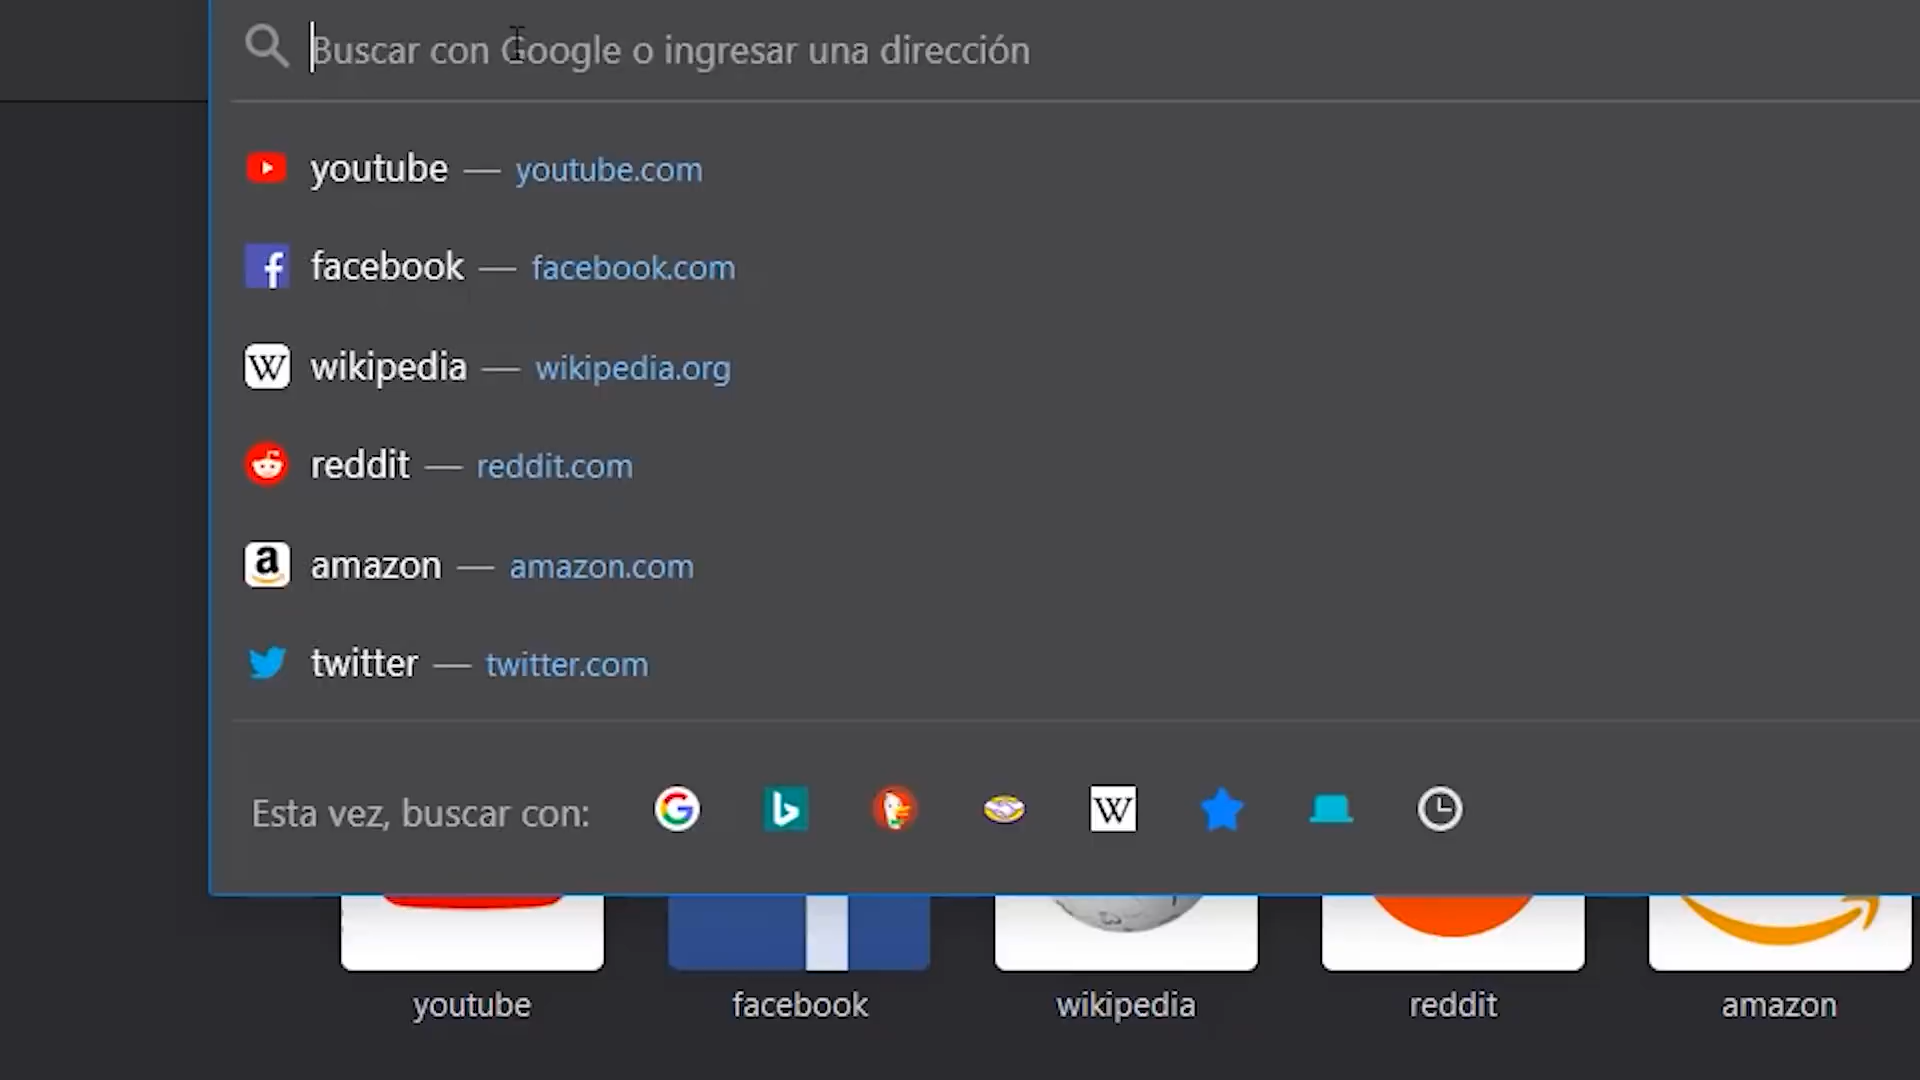 Buscar con Google o ingresar una dirección
youtube — youtube.com
facebook — facebook.com
wikipedia — wikipedia.org
reddit — reddit.com
amazon — amazon.com
twitter — twitter.com
Esta vez, buscar con:
youtube facebook wikipedia reddit amazon